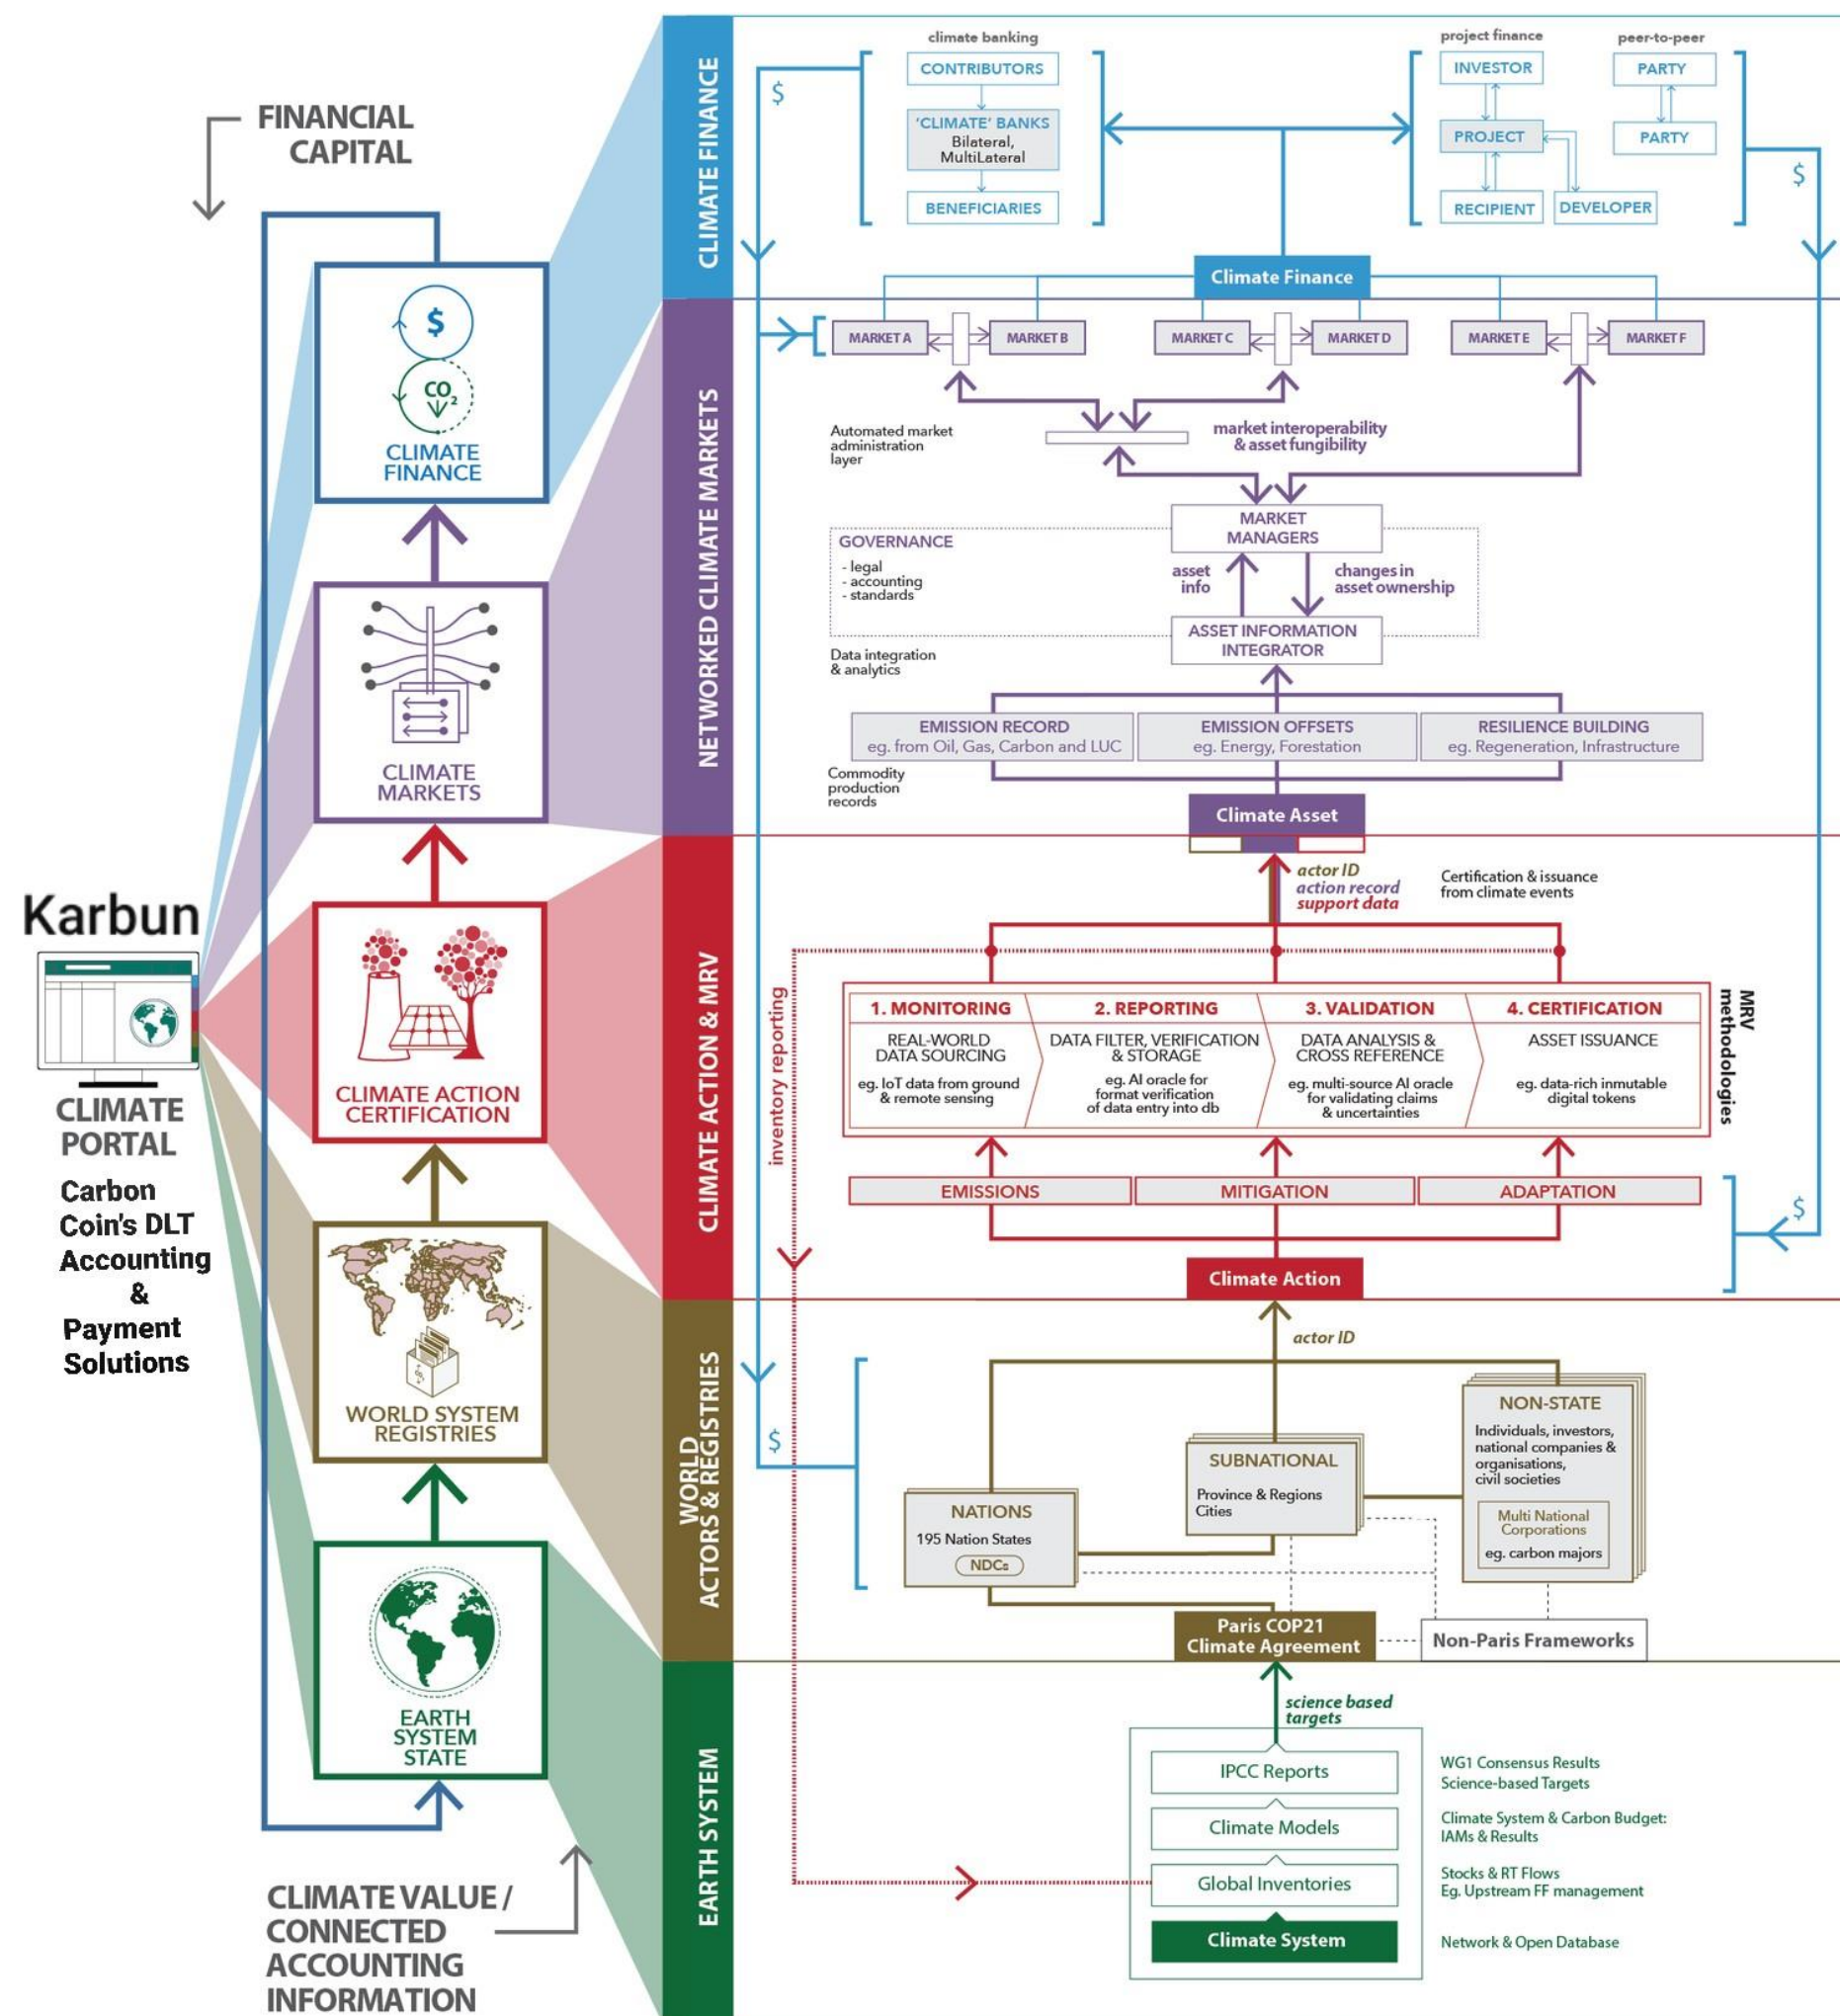 FINANCIAL
CAPITAL
$
CO2
CLIMATE
FINANCE
CLIMATE
MARKETS
Karbun
CLIMATE
PORTAL
Carbon
Coin's DLT
Accounting
&
Payment
Solutions
CLIMATE ACTION
CERTIFICATION
WORLD SYSTEM
REGISTRIES
EARTH
SYSTEM
STATE
CLIMATE VALUE /
CONNECTED
ACCOUNTING
INFORMATION
CLIMATE FINANCE
climate banking
CONTRIBUTORS
'CLIMATE' BANKS
Bilateral,
MultiLateral
BENEFICIARIES
$
project finance
INVESTOR
PROJECT
RECIPIENT
DEVELOPER
peer-to-peer
PARTY
PARTY
$
Climate Finance
NETWORKED CLIMATE MARKETS
MARKET A
MARKET B
MARKET C
MARKET D
MARKET E
MARKET F
Automated market
administration
layer
market interoperability
& asset fungibility
MARKET
MANAGERS
GOVERNANCE
- legal
- accounting
- standards
asset
info
changes in
asset ownership
ASSET INFORMATION
INTEGRATOR
Data integration
& analytics
EMISSION RECORD
eg. from Oil, Gas, Carbon and LUC
EMISSION OFFSETS
eg. Energy, Forestation
RESILIENCE BUILDING
eg. Regeneration, Infrastructure
Commodity
production
records
Climate Asset
CLIMATE ACTION & MRV
actor ID
action record
support data
Certification & issuance
from climate events
inventory reporting
1. MONITORING
REAL-WORLD
DATA SOURCING
eg. IoT data from ground
& remote sensing
2. REPORTING
DATA FILTER, VERIFICATION
& STORAGE
eg. AI oracle for
format verification
of data entry into db
3. VALIDATION
DATA ANALYSIS &
CROSS REFERENCE
eg. multi-source AI oracle
for validating claims
& uncertainties
4. CERTIFICATION
ASSET ISSUANCE
eg. data-rich inmutable
digital tokens
MRV
methodologies
EMISSIONS
MITIGATION
ADAPTATION
$
Climate Action
WORLD
ACTORS & REGISTRIES
actor ID
$
NATIONS
195 Nation States
NDCs
SUBNATIONAL
Province & Regions
Cities
NON-STATE
Individuals, investors,
national companies &
organisations,
civil societies
Multi National
Corporations
eg. carbon majors
Paris COP21
Climate Agreement
Non-Paris Frameworks
EARTH SYSTEM
science based
targets
IPCC Reports
WG1 Consensus Results
Science-based Targets
Climate Models
Climate System & Carbon Budget:
IAMs & Results
Global Inventories
Stocks & RT Flows
Eg. Upstream FF management
Climate System
Network & Open Database